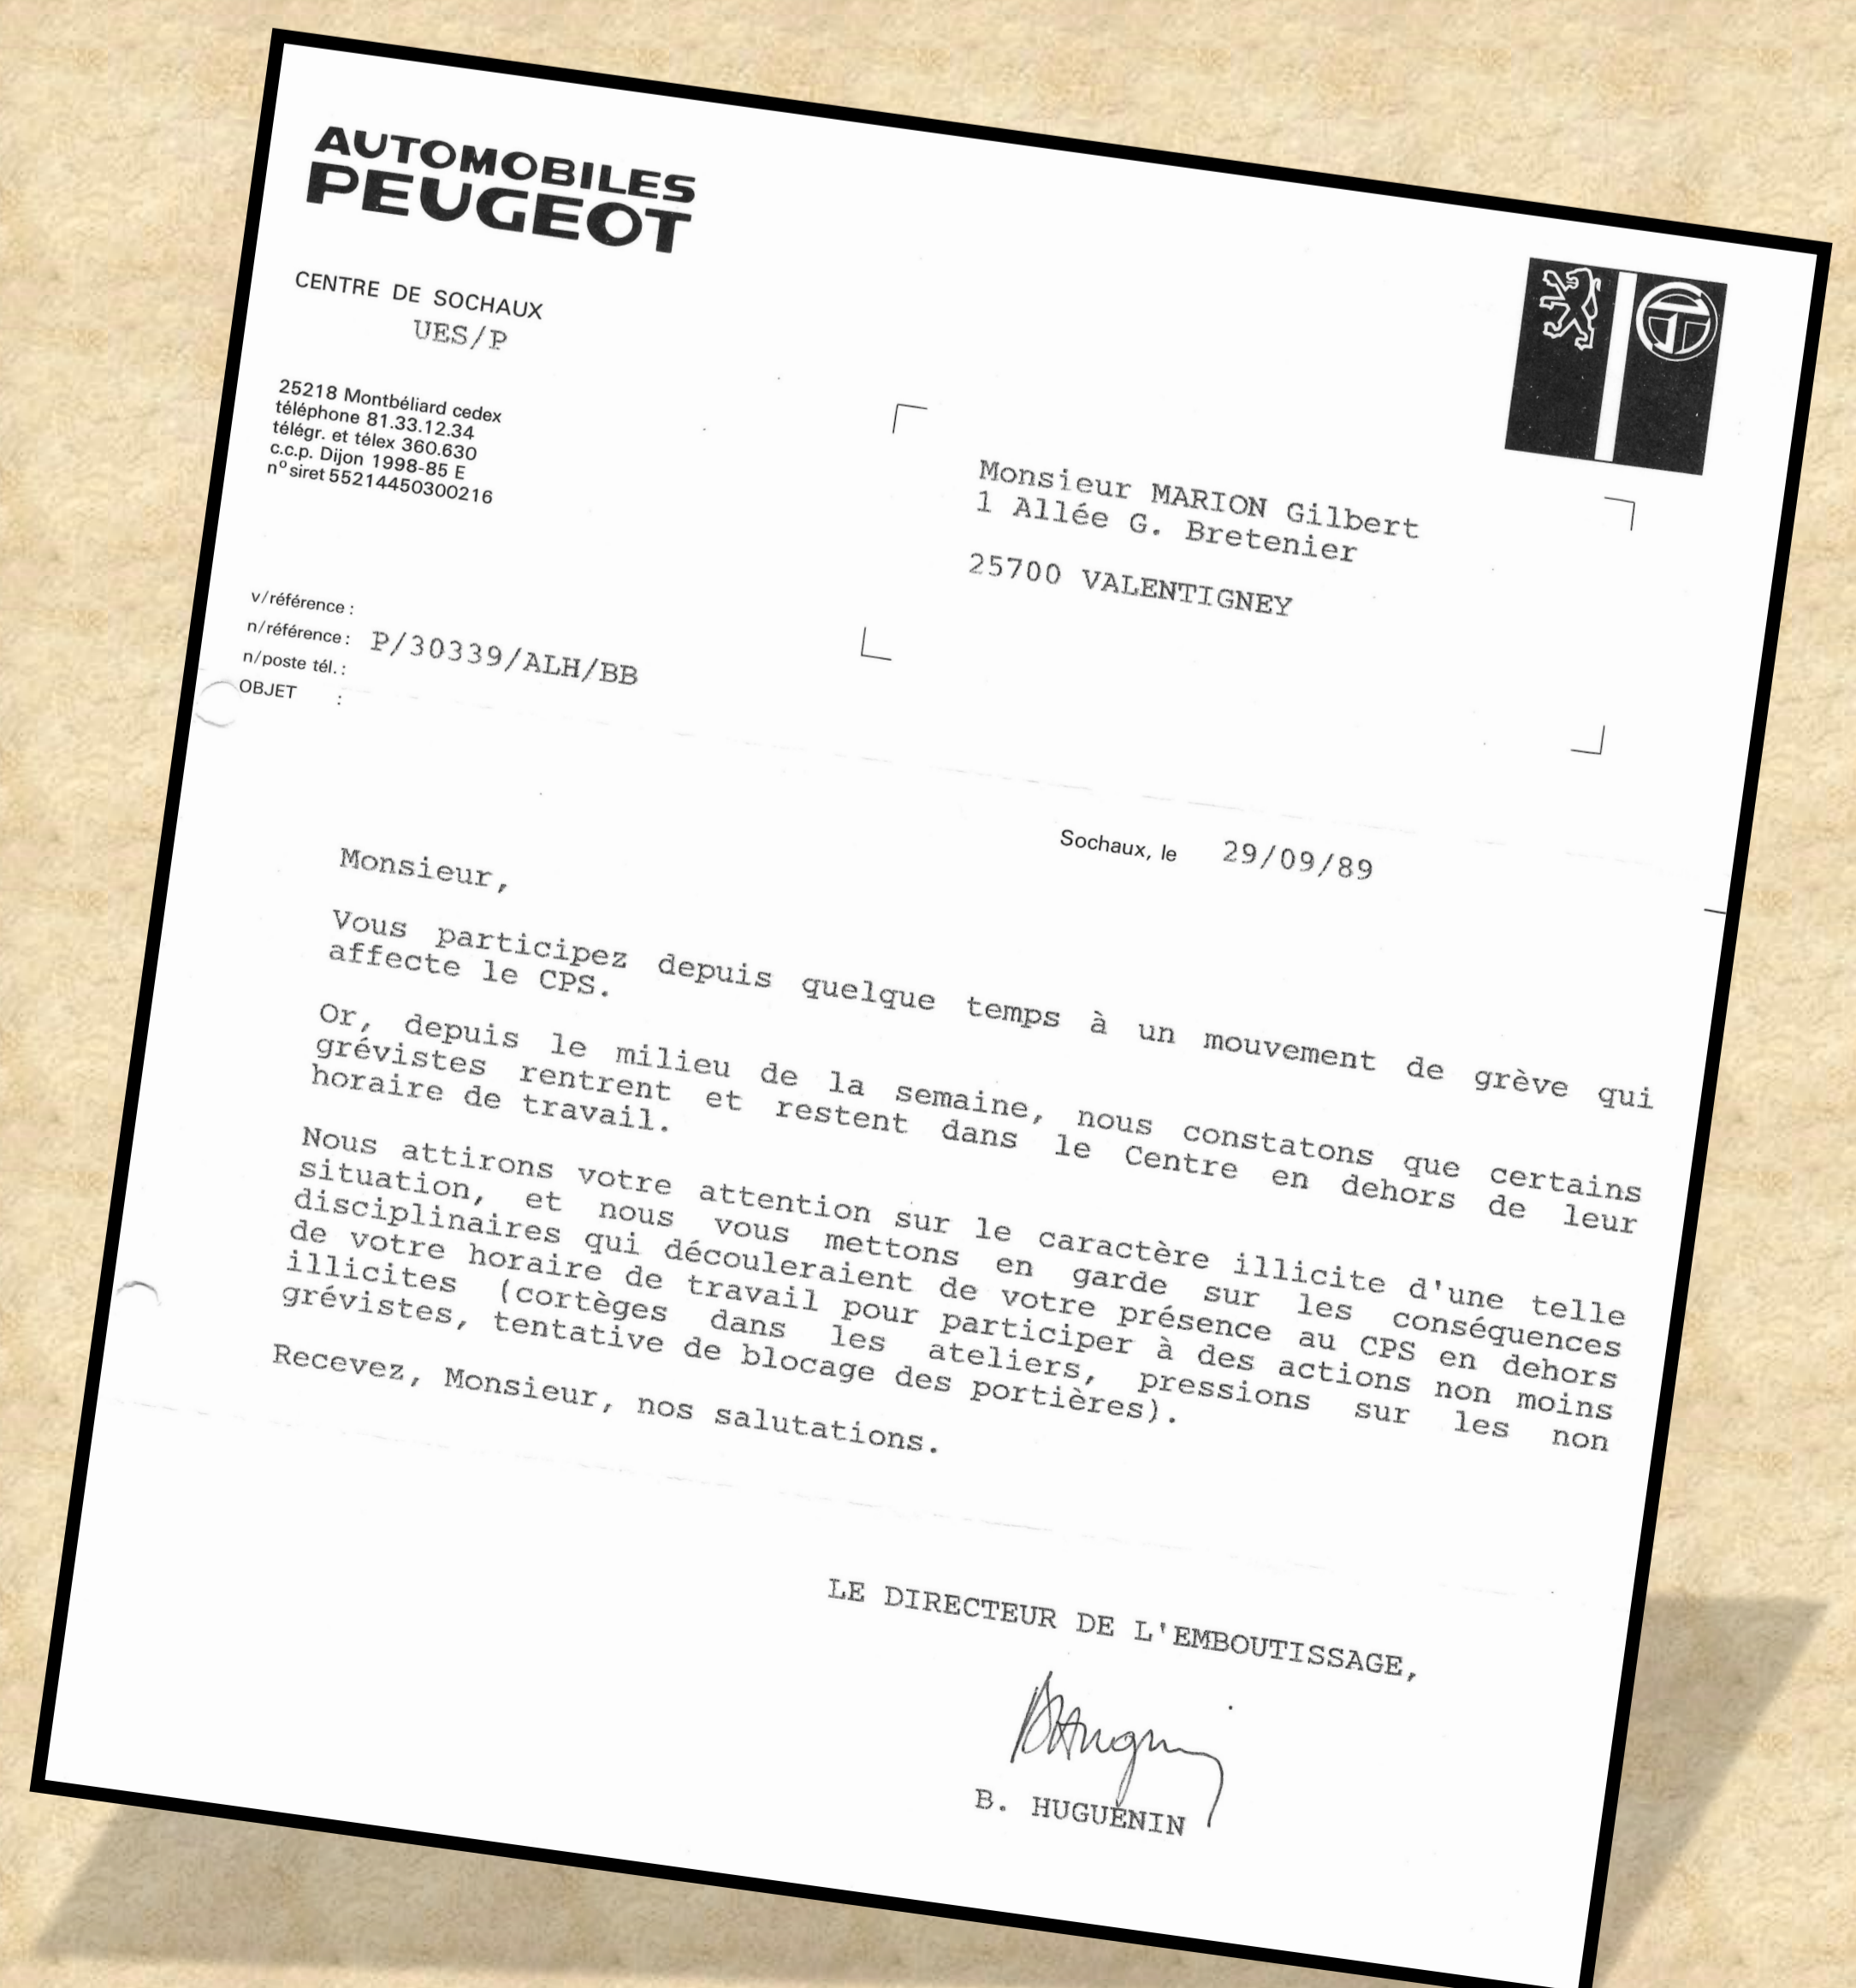 AUTOMOBILES
PEUGEOT
CENTRE DE SOCHAUX
UES/P
25218 Montbéliard cedex
téléphone 81.33.12.34
télégr. et télex 360.630
c.c.p. Dijon 1998-85 E
n° siret 55214450300216
Monsieur MARION Gilbert
1 Allée G. Bretenier
25700 VALENTIGNEY
v/référence :
n/référence : P/30339/ALH/BB
n/poste tél. :
OBJET :
Sochaux, le 29/09/89
Monsieur,
Vous participez depuis quelque temps à un mouvement de grève qui
affecte le CPS.
Or, depuis le milieu de la semaine, nous constatons que certains
grévistes rentrent et restent dans le Centre en dehors de leur
horaire de travail.
Nous attirons votre attention sur le caractère illicite d'une telle
situation, et nous vous mettons en garde sur les conséquences
disciplinaires qui découleraient de votre présence au CPS en dehors
de votre horaire de travail pour participer à des actions non moins
illicites (cortèges dans les ateliers, pressions sur les non
grévistes, tentative de blocage des portières).
Recevez, Monsieur, nos salutations.
LE DIRECTEUR DE L'EMBOUTISSAGE,
B. HUGUENIN